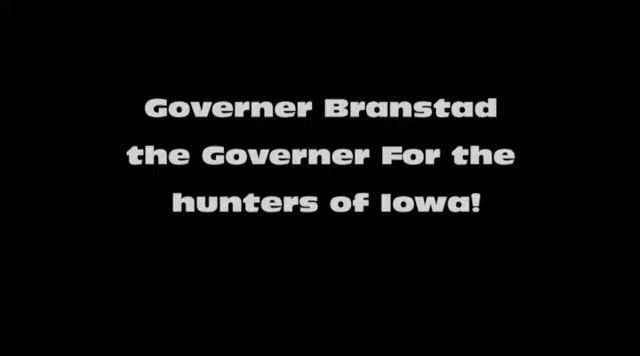 Governer Branstad
the Governer For the
hunters of Iowa!